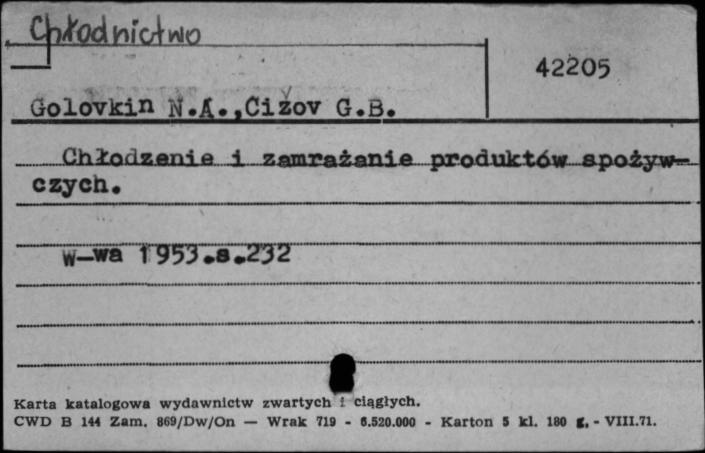 Chłodnictwo
42205
Golovkin N.A.,Cižov G.B.
Chłodzenie i zamrażanie produktów spożyw-
czych.
W-wa 1953.s.232
Karta katalogowa wydawnictw zwartych i ciągłych.
CWD B 144 Zam. 869/Dw/On — Wrak 719 - 6.520.000 - Karton 5 kl. 180 g. - VIII.71.